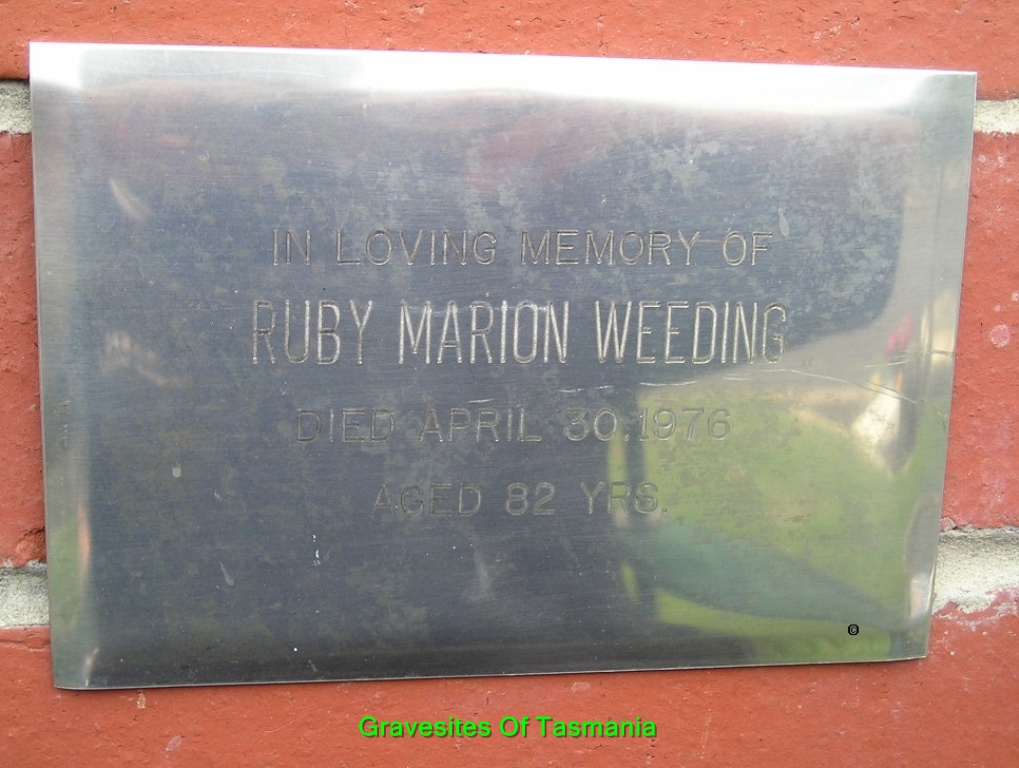 IN LOVING MEMORY OF
RUBY MARION WEEDING
DIED APRIL 30.1976
AGED 82 YRS.
©
Gravesites Of Tasmania